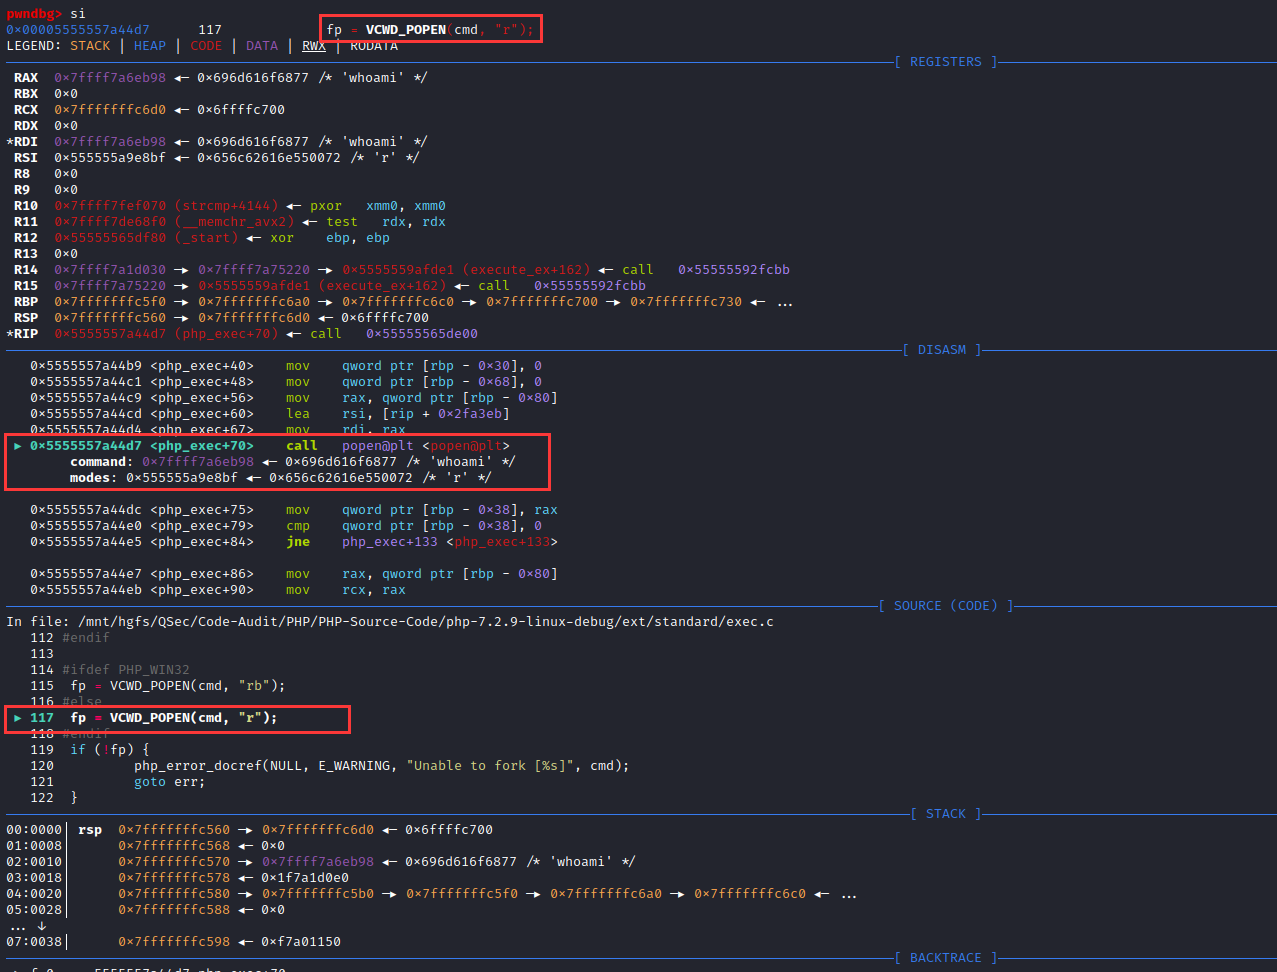 pwndbg> si
0x00005555557a44d7      117             fp = VCWD_POPEN(cmd, "r");
LEGEND: STACK | HEAP | CODE | DATA | RWX | RODATA
[ REGISTERS ]
RAX  0x7ffff7a6eb98 ◂— 0x696d616f6877 /* 'whoami' */
RBX  0x0
RCX  0x7fffffffc6d0 ◂— 0x6ffffc700
RDX  0x0
*RDI  0x7ffff7a6eb98 ◂— 0x696d616f6877 /* 'whoami' */
RSI  0x555555a9e8bf ◂— 0x656c62616e550072 /* 'r' */
R8   0x0
R9   0x0
R10  0x7ffff7fef070 (strcmp+4144) ◂— pxor   xmm0, xmm0
R11  0x7ffff7de68f0 (__memchr_avx2) ◂— test   rdx, rdx
R12  0x55555565df80 (_start) ◂— xor    ebp, ebp
R13  0x0
R14  0x7ffff7a1d030 —▸ 0x7ffff7a75220 —▸ 0x5555559afde1 (execute_ex+162) ◂— call   0x55555592fcbb
R15  0x7ffff7a75220 —▸ 0x5555559afde1 (execute_ex+162) ◂— call   0x55555592fcbb
RBP  0x7fffffffc5f0 —▸ 0x7fffffffc6a0 —▸ 0x7fffffffc6c0 —▸ 0x7fffffffc700 —▸ 0x7fffffffc730 ◂— ...
RSP  0x7fffffffc560 —▸ 0x7fffffffc6d0 ◂— 0x6ffffc700
*RIP  0x5555557a44d7 (php_exec+70) ◂— call   0x55555565de00
[ DISASM ]
0x5555557a44b9 <php_exec+40>    mov    qword ptr [rbp - 0x30], 0
0x5555557a44c1 <php_exec+48>    mov    qword ptr [rbp - 0x68], 0
0x5555557a44c9 <php_exec+56>    mov    rax, qword ptr [rbp - 0x80]
0x5555557a44cd <php_exec+60>    lea    rsi, [rip + 0x2fa3eb]
0x5555557a44d4 <php_exec+67>    mov    rdi, rax
► 0x5555557a44d7 <php_exec+70>    call   popen@plt <popen@plt>
command: 0x7ffff7a6eb98 ◂— 0x696d616f6877 /* 'whoami' */
modes: 0x555555a9e8bf ◂— 0x656c62616e550072 /* 'r' */
0x5555557a44dc <php_exec+75>    mov    qword ptr [rbp - 0x38], rax
0x5555557a44e0 <php_exec+79>    cmp    qword ptr [rbp - 0x38], 0
0x5555557a44e5 <php_exec+84>    jne    php_exec+133 <php_exec+133>
0x5555557a44e7 <php_exec+86>    mov    rax, qword ptr [rbp - 0x80]
0x5555557a44eb <php_exec+90>    mov    rcx, rax
[ SOURCE (CODE) ]
In file: /mnt/hgfs/QSec/Code-Audit/PHP/PHP-Source-Code/php-7.2.9-linux-debug/ext/standard/exec.c
112 #endif
113
114 #ifdef PHP_WIN32
115  fp = VCWD_POPEN(cmd, "rb");
116 #else
► 117  fp = VCWD_POPEN(cmd, "r");
118 #endif
119  if (!fp) {
120          php_error_docref(NULL, E_WARNING, "Unable to fork [%s]", cmd);
121          goto err;
122  }
[ STACK ]
00:0000│ rsp  0x7fffffffc560 —▸ 0x7fffffffc6d0 ◂— 0x6ffffc700
01:0008│      0x7fffffffc568 ◂— 0x0
02:0010│      0x7fffffffc570 —▸ 0x7ffff7a6eb98 ◂— 0x696d616f6877 /* 'whoami' */
03:0018│      0x7fffffffc578 ◂— 0x1f7a1d0e0
04:0020│      0x7fffffffc580 —▸ 0x7fffffffc5b0 —▸ 0x7fffffffc5f0 —▸ 0x7fffffffc6a0 —▸ 0x7fffffffc6c0 ◂— ...
05:0028│      0x7fffffffc588 ◂— 0x0
... ↓
07:0038│      0x7fffffffc598 ◂— 0xf7a01150
[ BACKTRACE ]